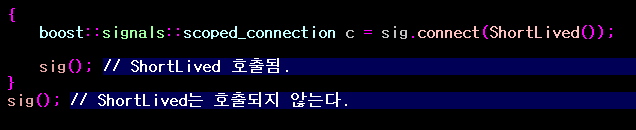 {
boost::signals::scoped_connection c = sig.connect(ShortLived());
sig(); // ShortLived 호출됨.
}
sig(); // ShortLived는 호출되지 않는다.